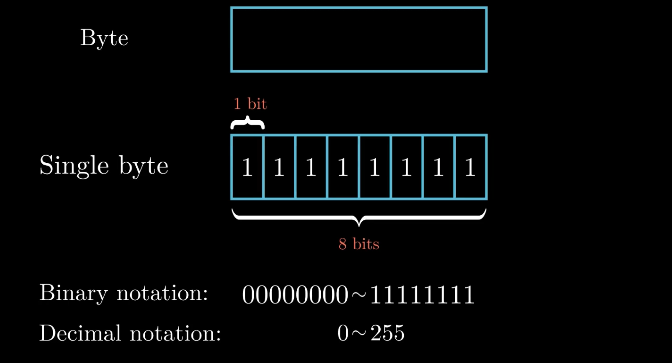 Byte
1 bit
Single byte 1 1 1 1 1 1 1 1
8 bits
Binary notation: 00000000~11111111
Decimal notation: 0~255